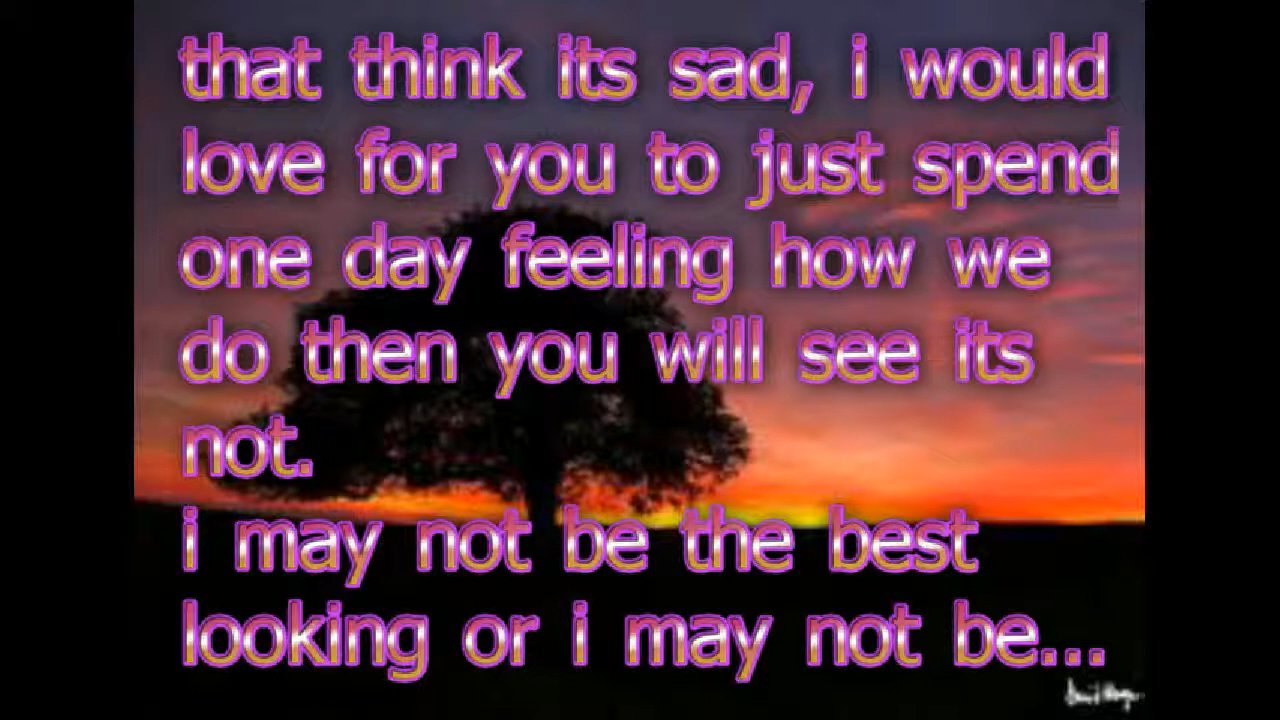 that think its sad, i would
love for you to just spend
one day feeling how we
do then you will see its
not.
i may not be the best
looking or i may not be...